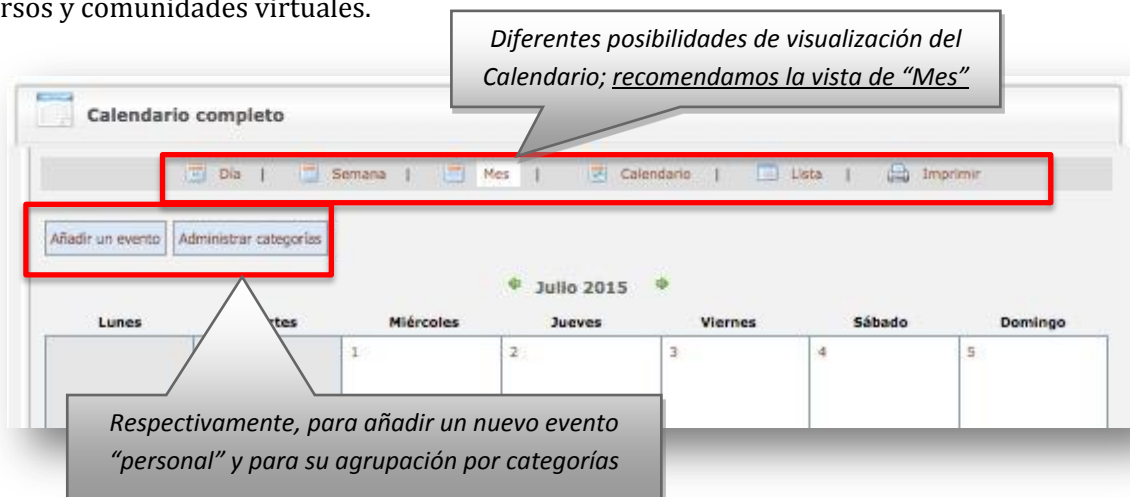 rsos y comunidades virtuales.
Diferentes posibilidades de visualización del
Calendario; recomendamos la vista de “Mes”
Calendario completo
Día | Semana | Mes | Calendario | Lista | Imprimir
Añadir un evento Administrar categorías
Julio 2015
Lunes tes Miércoles Jueves Viernes Sábado Domingo
1 2 3 4 5
Respectivamente, para añadir un nuevo evento
“personal” y para su agrupación por categorías